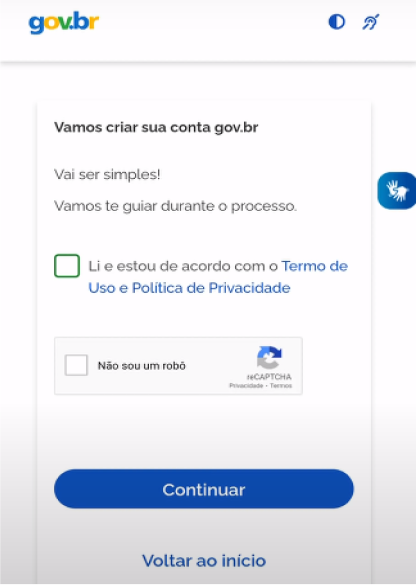 gov.br
Vamos criar sua conta gov.br
Vai ser simples!
Vamos te guiar durante o processo.
Li e estou de acordo com o Termo de
Uso e Política de Privacidade
Não sou um robô
reCAPTCHA
Privacidade - Termos
Continuar
Voltar ao início